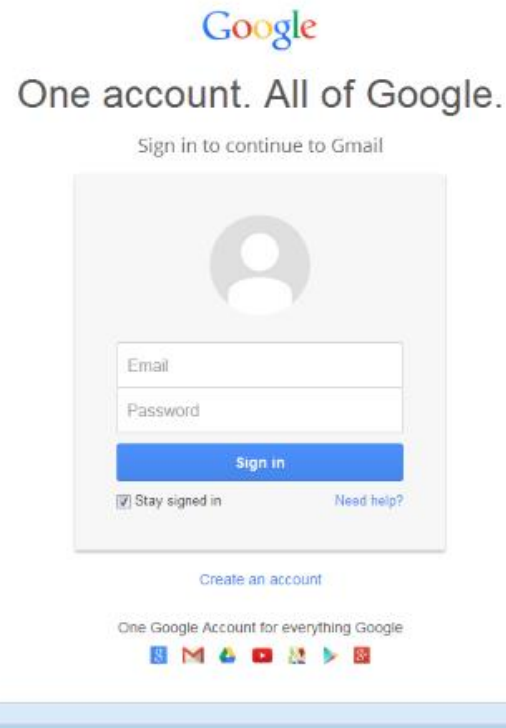 Google
One account. All of Google.
Sign in to continue to Gmail
Email
Password
Sign in
Stay signed in Need help?
Create an account
One Google Account for everything Google